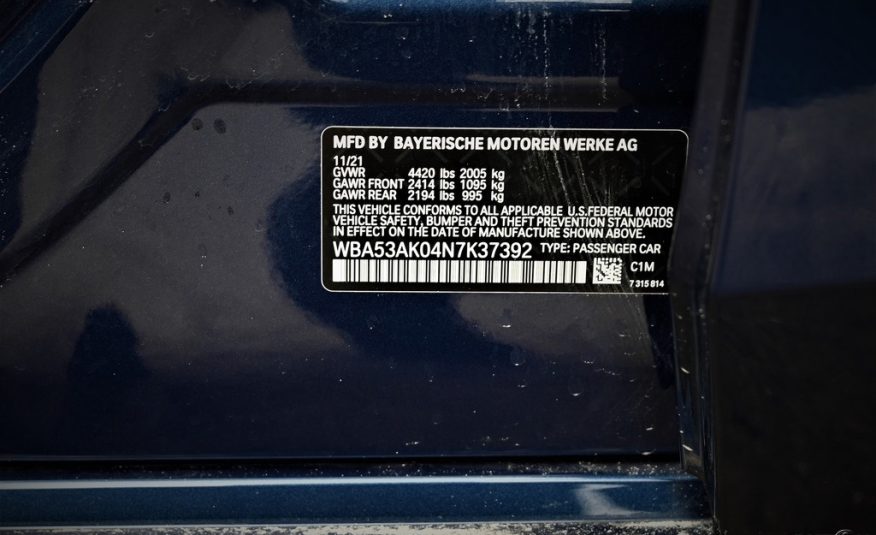 MFD BY BAYERISCHE MOTOREN WERKE AG
11/21
GVWR 4420 lbs 2005 kg
GAWR FRONT 2414 lbs 1095 kg
GAWR REAR 2194 lbs 995 kg
THIS VEHICLE CONFORMS TO ALL APPLICABLE U.S.FEDERAL MOTOR
VEHICLE SAFETY, BUMPER AND THEFT PREVENTION STANDARDS
IN EFFECT ON THE DATE OF MANUFACTURE SHOWN ABOVE.
WBA53AK04N7K37392 TYPE: PASSENGER CAR
C1M
7 315 814